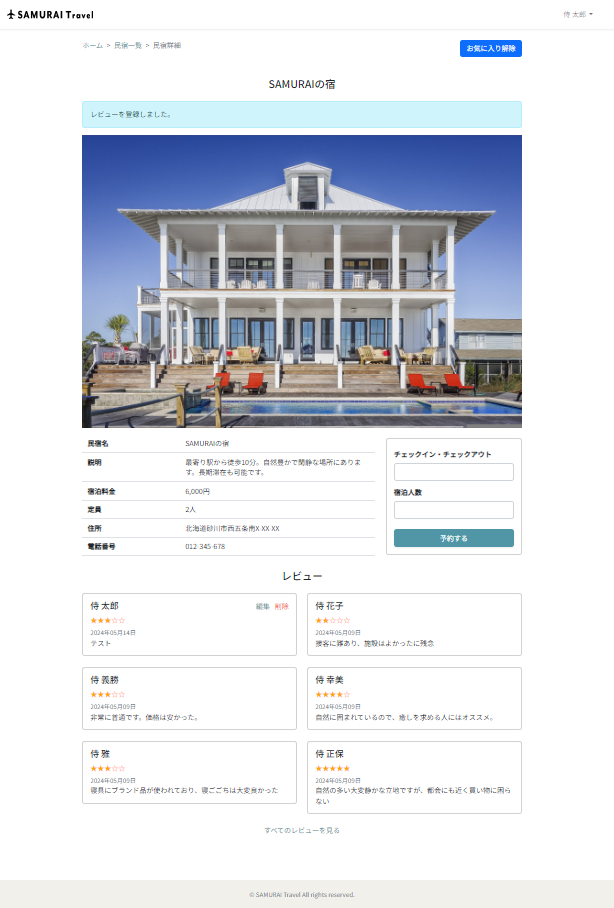 SAMURAI Travel
侍 太郎
ホーム > 民宿一覧 > 民宿詳細
お気に入り解除
SAMURAIの宿
レビューを登録しました。
民宿名 SAMURAIの宿
説明 最寄り駅から徒歩10分。自然豊かで閑静な場所にありま
す。長期滞在も可能です。
宿泊料金 6,000円
定員 2人
住所 北海道砂川市西五条南X-XX-XX
電話番号 012-345-678
チェックイン・チェックアウト
宿泊人数
予約する
レビュー
侍 太郎 編集 削除
★★★☆☆
2024年05月14日
テスト
侍 花子
★★☆☆☆
2024年05月09日
接客に難あり、施設はよかったに残念
侍 義勝
★★★☆☆
2024年05月09日
非常に普通です。価格は安かった。
侍 幸美
★★★★☆
2024年05月09日
自然に囲まれているので、癒しを求める人にはオススメ。
侍 雅
★★★☆☆
2024年05月09日
寝具にブランド品が使われており、寝ごごちは大変良かった
侍 正保
★★★★★
2024年05月09日
自然の多い大変静かな立地ですが、都会にも近く買い物に困ら
ない
すべてのレビューを見る
© SAMURAI Travel All rights reserved.